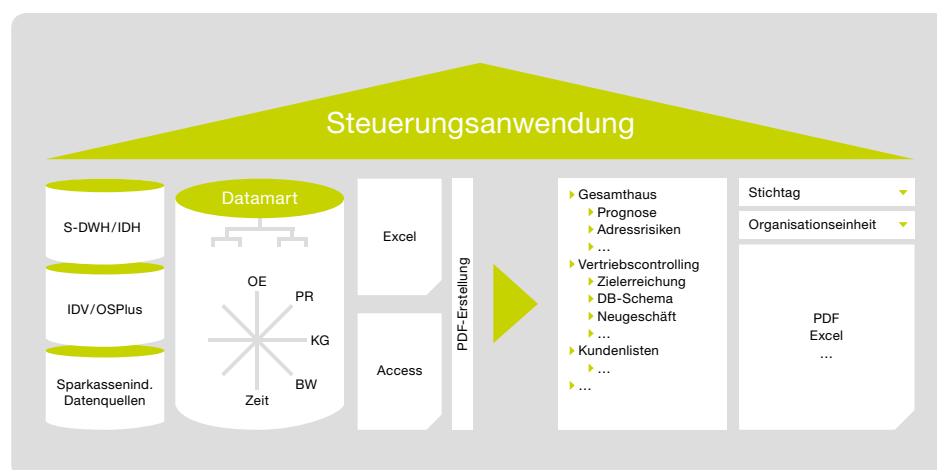 Steuerungsanwendung
S-DWH/IDH
IDV/OSPlus
Sparkassenind.
Datenquellen
Datamart
OE
PR
KG
BW
Zeit
Excel
Access
PDF-Erstellung
Gesamthaus
Prognose
Adressrisiken
…
Vertriebscontrolling
Zielerreichung
DB-Schema
Neugeschäft
…
Kundenlisten
…
…
Stichtag
Organisationseinheit
PDF
Excel
…